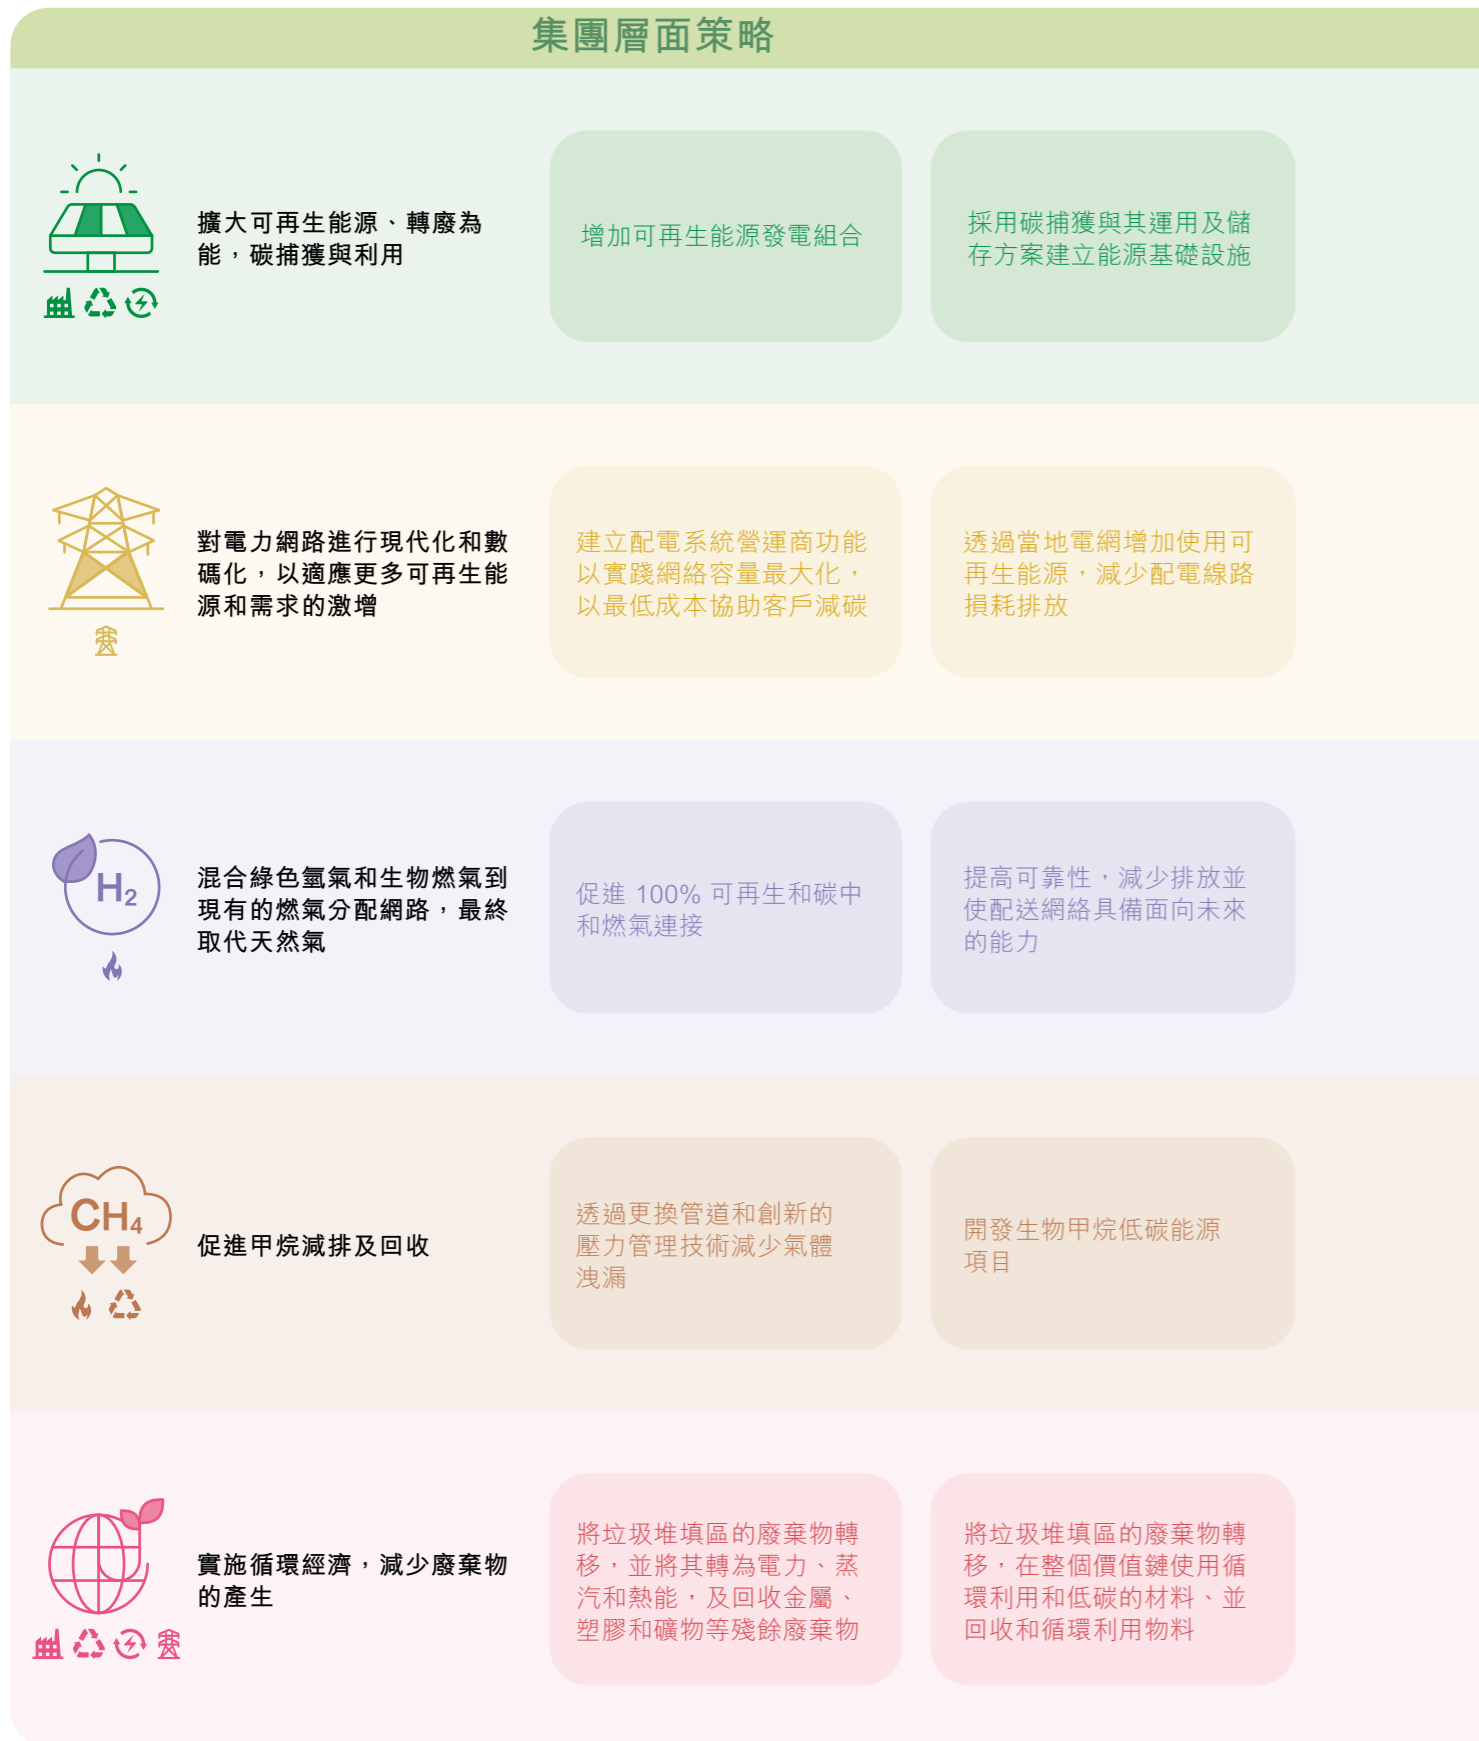 集團層面策略
擴大可再生能源、轉廢為
能，碳捕獲與利用
增加可再生能源發電組合
採用碳捕獲與其運用及儲
存方案建立能源基礎設施
對電力網路進行現代化和數
碼化，以適應更多可再生能
源和需求的激增
建立配電系統營運商功能
以實踐網絡容量最大化，
以最低成本協助客戶減碳
透過當地電網增加使用可
再生能源，減少配電線路
損耗排放
H2
混合綠色氫氣和生物燃氣到
現有的燃氣分配網路，最終
取代天然氣
促進 100% 可再生和碳中
和燃氣連接
提高可靠性，減少排放並
使配送網絡具備面向未來
的能力
CH4
促進甲烷減排及回收
透過更換管道和創新的
壓力管理技術減少氣體
洩漏
開發生物甲烷低碳能源
項目
實施循環經濟，減少廢棄物
的產生
將垃圾堆填區的廢棄物轉
移，並將其轉為電力、蒸
汽和熱能，及回收金屬、
塑膠和礦物等殘餘廢棄物
將垃圾堆填區的廢棄物轉
移，在整個價值鏈使用循
環利用和低碳的材料、並
回收和循環利用物料